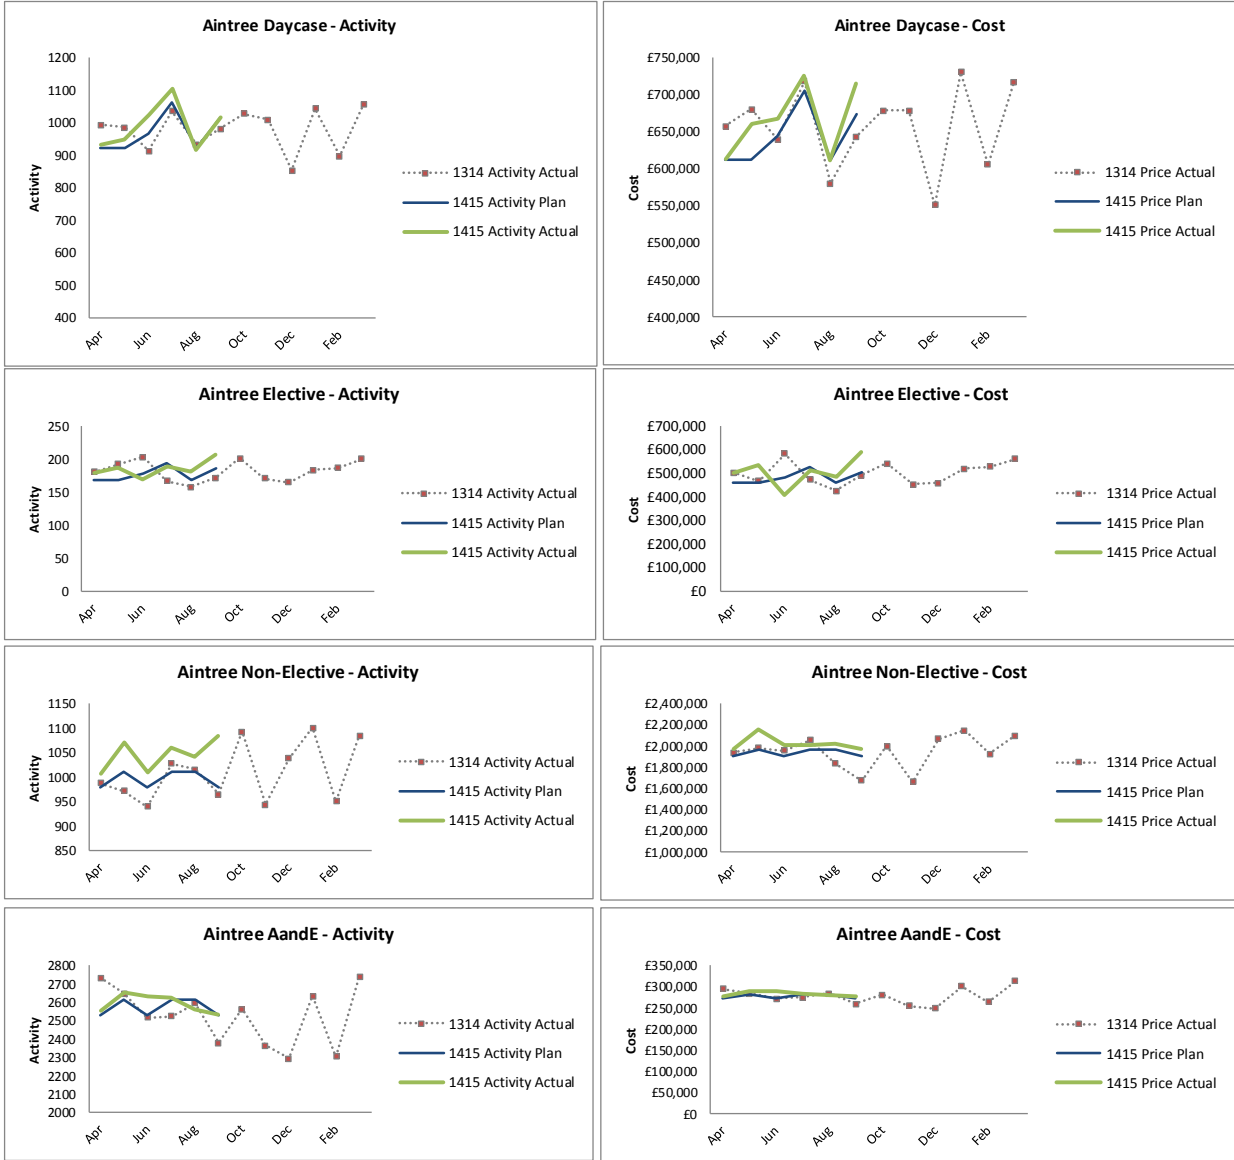 Aintree Daycase - Activity
1200
1100
1000
900
800
700
600
500
400
Activity
Apr
Jun
Aug
Oct
Dec
Feb
1314 Activity Actual
1415 Activity Plan
1415 Activity Actual
Aintree Daycase - Cost
£750,000
£700,000
£650,000
£600,000
£550,000
£500,000
£450,000
£400,000
Cost
Apr
Jun
Aug
Oct
Dec
Feb
1314 Price Actual
1415 Price Plan
1415 Price Actual
Aintree Elective - Activity
250
200
150
100
50
0
Activity
Apr
Jun
Aug
Oct
Dec
Feb
1314 Activity Actual
1415 Activity Plan
1415 Activity Actual
Aintree Elective - Cost
£700,000
£600,000
£500,000
£400,000
£300,000
£200,000
£100,000
£0
Cost
Apr
Jun
Aug
Oct
Dec
Feb
1314 Price Actual
1415 Price Plan
1415 Price Actual
Aintree Non-Elective - Activity
1150
1100
1050
1000
950
900
850
Activity
Apr
Jun
Aug
Oct
Dec
Feb
1314 Activity Actual
1415 Activity Plan
1415 Activity Actual
Aintree Non-Elective - Cost
£2,400,000
£2,200,000
£2,000,000
£1,800,000
£1,600,000
£1,400,000
£1,200,000
£1,000,000
Cost
Apr
Jun
Aug
Oct
Dec
Feb
1314 Price Actual
1415 Price Plan
1415 Price Actual
Aintree AandE - Activity
2800
2700
2600
2500
2400
2300
2200
2100
2000
Activity
Apr
Jun
Aug
Oct
Dec
Feb
1314 Activity Actual
1415 Activity Plan
1415 Activity Actual
Aintree AandE - Cost
£350,000
£300,000
£250,000
£200,000
£150,000
£100,000
£50,000
£0
Cost
Apr
Jun
Aug
Oct
Dec
Feb
1314 Price Actual
1415 Price Plan
1415 Price Actual